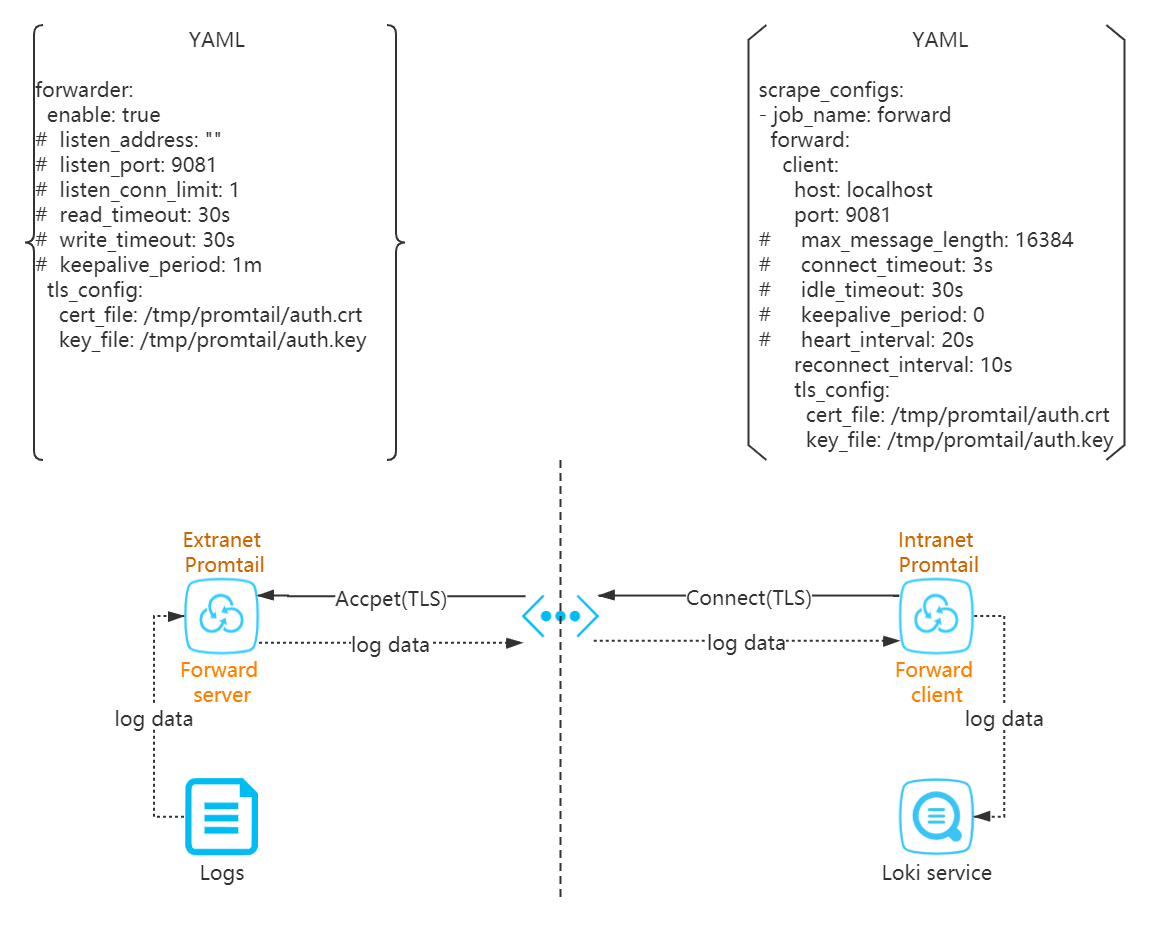 YAML
forwarder:
  enable: true
#  listen_address: ""
#  listen_port: 9081
#  listen_conn_limit: 1
#  read_timeout: 30s
#  write_timeout: 30s
#  keepalive_period: 1m
  tls_config:
    cert_file: /tmp/promtail/auth.crt
    key_file: /tmp/promtail/auth.key
YAML
scrape_configs:
- job_name: forward
  forward:
    client:
      host: localhost
      port: 9081
#     max_message_length: 16384
#     connect_timeout: 3s
#     idle_timeout: 30s
#     keepalive_period: 0
#     heart_interval: 20s
      reconnect_interval: 10s
      tls_config:
        cert_file: /tmp/promtail/auth.crt
        key_file: /tmp/promtail/auth.key
Extranet
Promtail
Forward
server
Accpet(TLS)
log data
log data
Logs
Intranet
Promtail
Forward
client
Connect(TLS)
log data
log data
Loki service